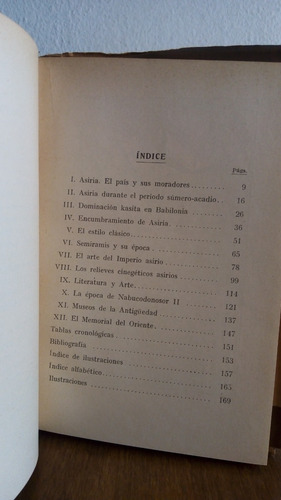 ÍNDICE
Págs.
I. Asiria. El país y sus moradores 9
II. Asiria durante el período súmero-acadio. 16
III. Dominación kasita en Babilonia 26
IV. Encumbramiento de Asiria. 36
V. El estilo clásico 51
VI. Semíramis y su época 65
VII. El arte del Imperio asirio 78
VIII. Los relieves cinegéticos asirios 99
IX. Literatura y Arte 114
X. La época de Nabucodonosor II 121
XI. Museos de la Antigüedad 137
XII. El Memorial del Oriente 147
Tablas cronológicas 151
Bibliografía 153
Índice de ilustraciones 157
Índice alfabético 165
Ilustraciones 169